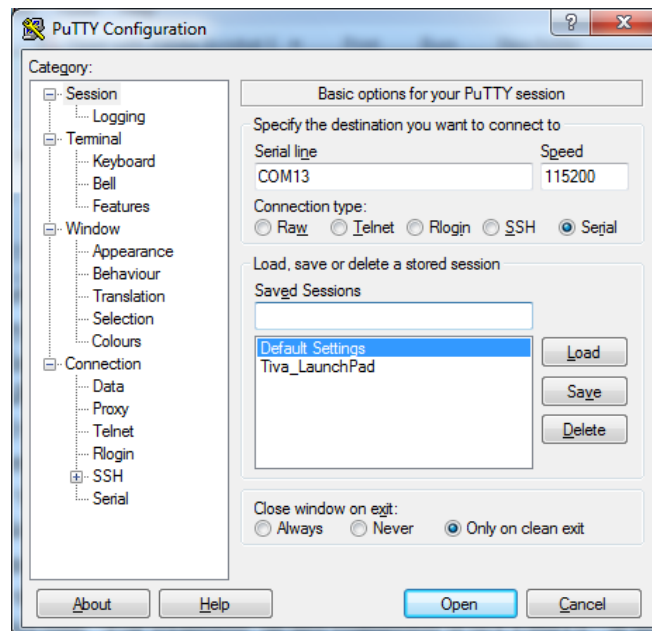 PuTTY Configuration
Category:
Session
Logging
Terminal
Keyboard
Bell
Features
Window
Appearance
Behaviour
Translation
Selection
Colours
Connection
Data
Proxy
Telnet
Rlogin
SSH
Serial
Basic options for your PuTTY session
Specify the destination you want to connect to
Serial line Speed
COM13 115200
Connection type:
Raw Telnet Rlogin SSH Serial
Load, save or delete a stored session
Saved Sessions
Default Settings
Tiva_LaunchPad
Load
Save
Delete
Close window on exit:
Always Never Only on clean exit
About Help Open Cancel